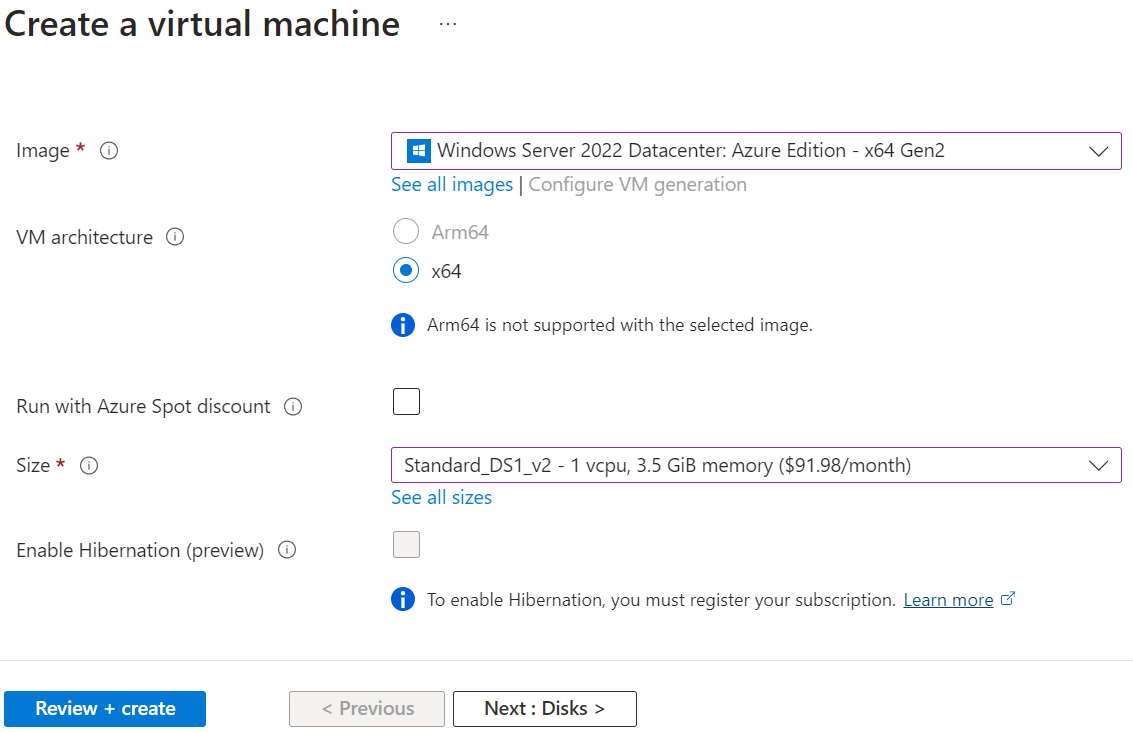 Create a virtual machine ...
Image *
Windows Server 2022 Datacenter: Azure Edition - x64 Gen2
See all images | Configure VM generation
VM architecture
Arm64
x64
Arm64 is not supported with the selected image.
Run with Azure Spot discount
Size *
Standard_DS1_v2 - 1 vcpu, 3.5 GiB memory ($91.98/month)
See all sizes
Enable Hibernation (preview)
To enable Hibernation, you must register your subscription. Learn more
Review + create
< Previous
Next : Disks >